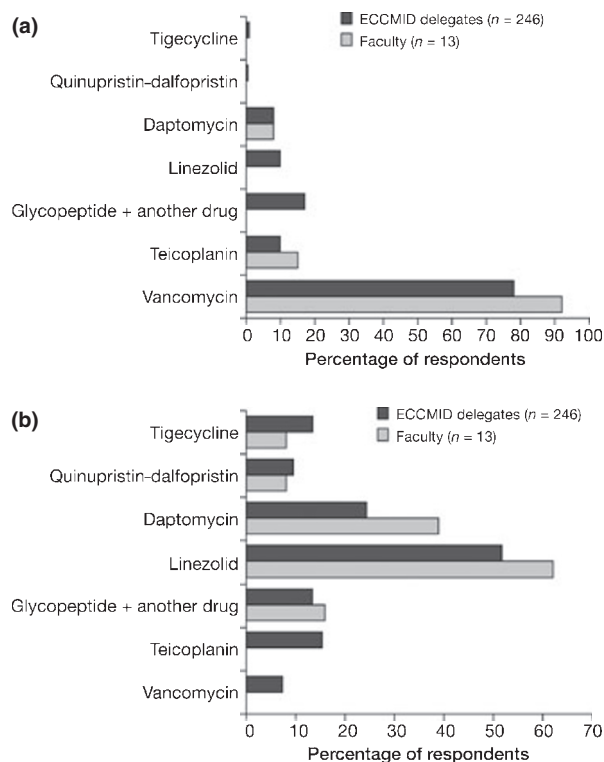 (a)
ECCMID delegates (n = 246)
Faculty (n = 13)
Tigecycline
Quinupristin-dalfopristin
Daptomycin
Linezolid
Glycopeptide + another drug
Teicoplanin
Vancomycin
0 10 20 30 40 50 60 70 80 90 100
Percentage of respondents
(b)
ECCMID delegates (n = 246)
Faculty (n = 13)
Tigecycline
Quinupristin-dalfopristin
Daptomycin
Linezolid
Glycopeptide + another drug
Teicoplanin
Vancomycin
0 10 20 30 40 50 60 70
Percentage of respondents